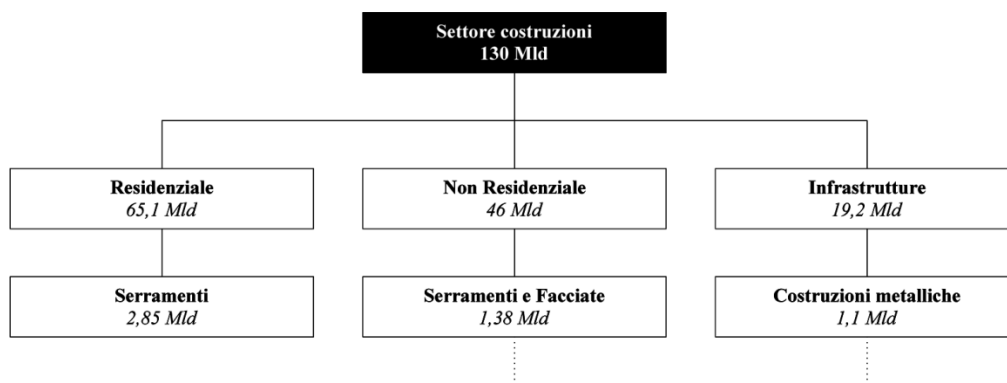 Settore costruzioni
130 Mld
Residenziale
65,1 Mld
Non Residenziale
46 Mld
Infrastrutture
19,2 Mld
Serramenti
2,85 Mld
Serramenti e Facciate
1,38 Mld
Costruzioni metalliche
1,1 Mld